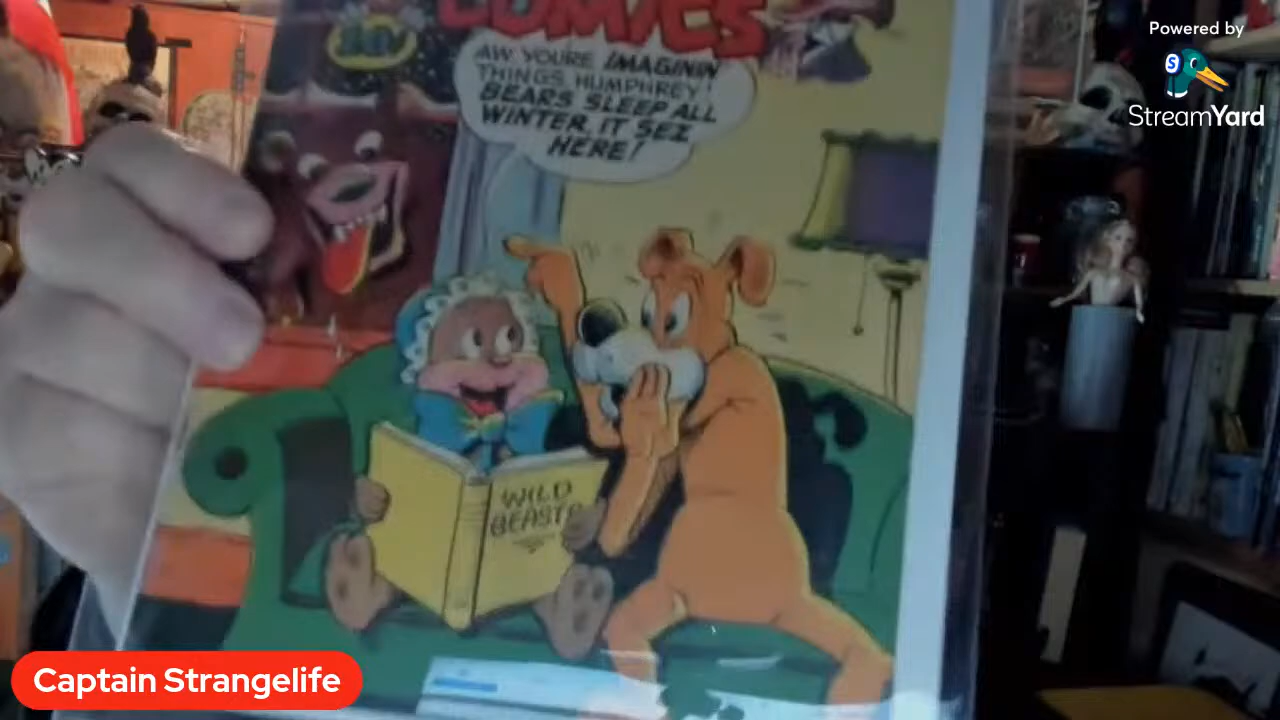 COMICS
10¢
AW YOU'RE IMAGININ
THINGS, HUMPHREY!
BEARS SLEEP ALL
WINTER, IT SEZ
HERE!
WILD
BEASTS
Powered by
StreamYard
Captain Strangelife